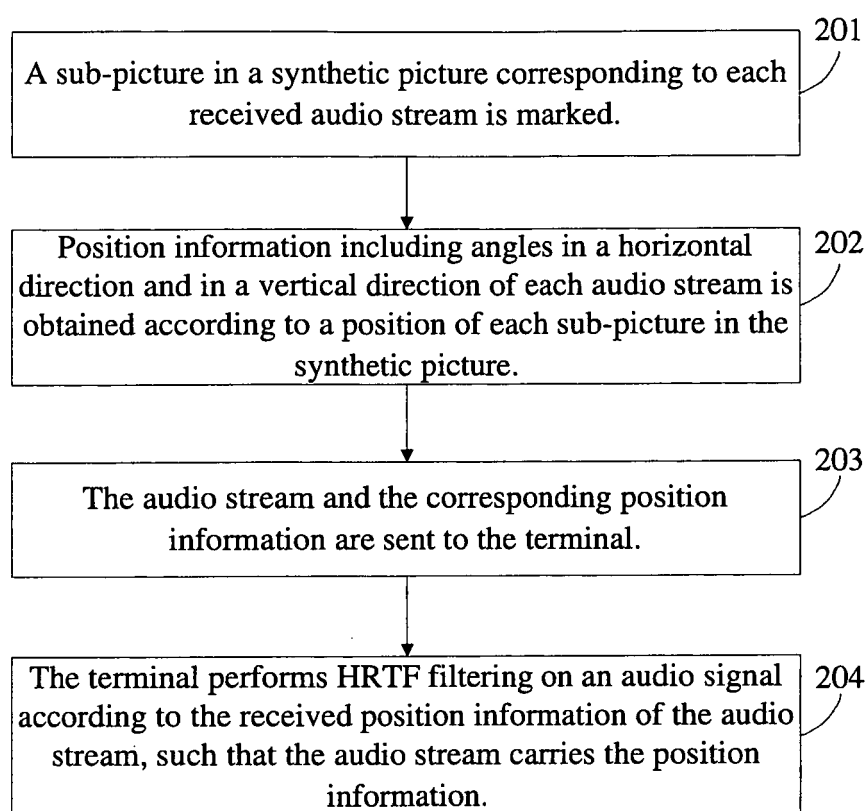 201
A sub-picture in a synthetic picture corresponding to each
received audio stream is marked.
202
Position information including angles in a horizontal
direction and in a vertical direction of each audio stream is
obtained according to a position of each sub-picture in the
synthetic picture.
203
The audio stream and the corresponding position
information are sent to the terminal.
204
The terminal performs HRTF filtering on an audio signal
according to the received position information of the audio
stream, such that the audio stream carries the position
information.